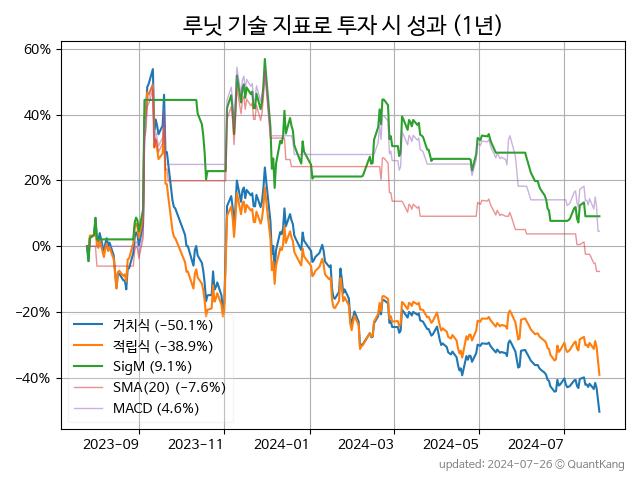 루닛 기술 지표로 투자 시 성과 (1년)
60%
40%
20%
0%
−20%
−40%
거치식 (−50.1%)
적립식 (−38.9%)
SigM (9.1%)
SMA(20) (−7.6%)
MACD (4.6%)
2023-09 2023-11 2024-01 2024-03 2024-05 2024-07
updated: 2024-07-26 © QuantKang